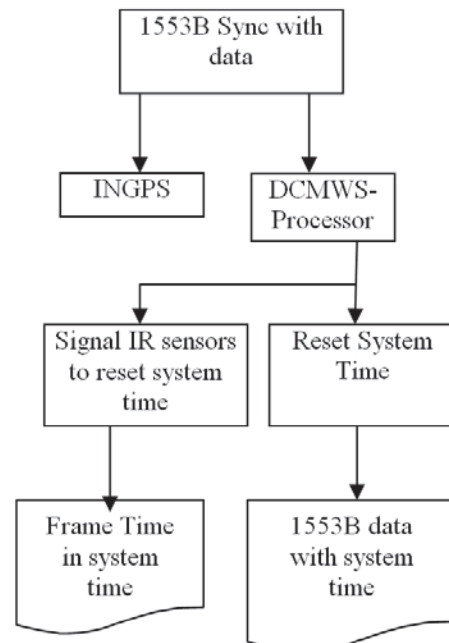 1553B Sync with
data
INGPS
DCMWS-
Processor
Signal IR sensors
to reset system
time
Reset System
Time
Frame Time
in system
time
1553B data
with system
time